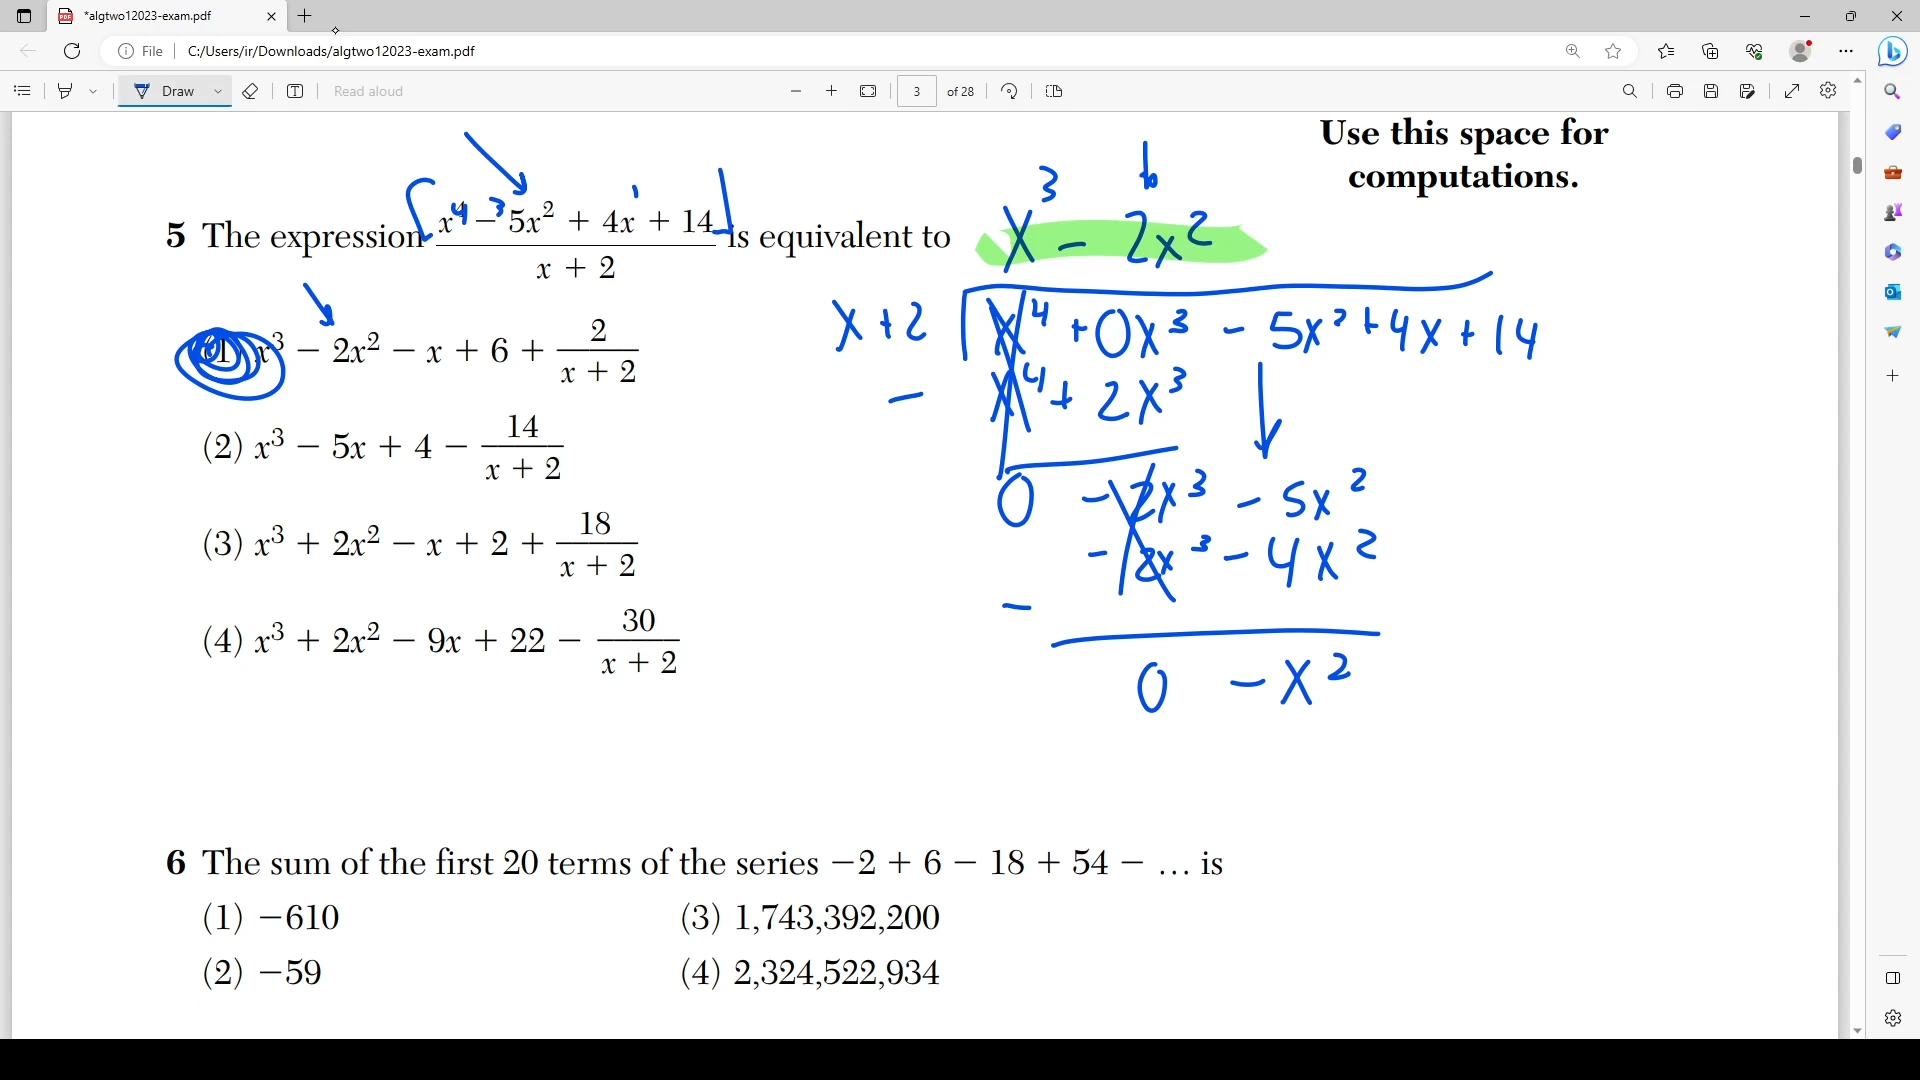 *algtwo12023-exam.pdf
File C:/Users/ir/Downloads/algtwo12023-exam.pdf
Draw Read aloud 3 of 28
Use this space for
computations.
5 The expression (x⁴ − 5x² + 4x + 14)/(x + 2) is equivalent to
(1) x³ − 2x² − x + 6 + 2/(x + 2)
(2) x³ − 5x + 4 − 14/(x + 2)
(3) x³ + 2x² − x + 2 + 18/(x + 2)
(4) x³ + 2x² − 9x + 22 − 30/(x + 2)
4 3 1
x³ − 2x²
x+2 x⁴ + 0x³ − 5x² + 4x + 14
− x⁴ + 2x³
0 − 2x³ − 5x²
− 2x³ − 4x²
−
0 − x²
6 The sum of the first 20 terms of the series −2 + 6 − 18 + 54 − … is
(1) −610
(2) −59
(3) 1,743,392,200
(4) 2,324,522,934